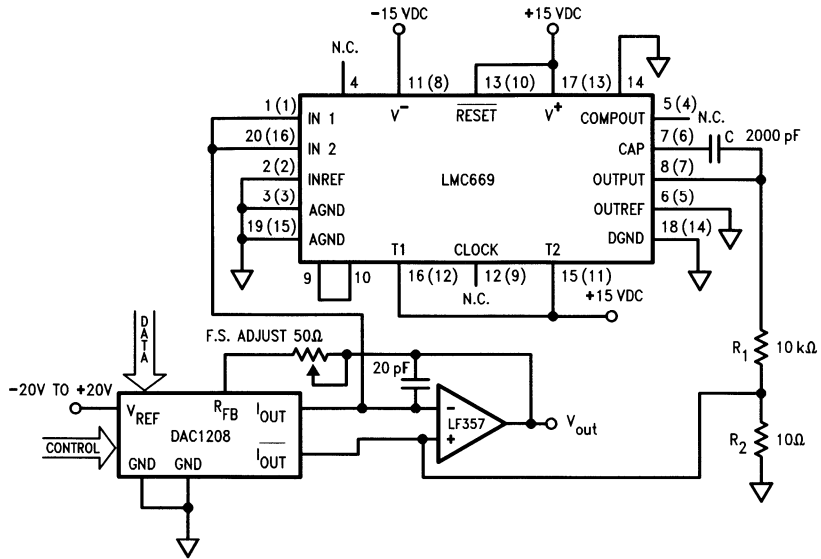 -15 VDC
+15 VDC
N.C.
4
11 (8)
13 (10)
17 (13)
14
1 (1)
IN 1
V-
RESET
V+
COMPOUT
5 (4)
N.C.
20 (16)
IN 2
CAP
7 (6)
C
2000 pF
2 (2)
INREF
LMC669
OUTPUT
8 (7)
3 (3)
AGND
OUTREF
6 (5)
19 (15)
AGND
DGND
18 (14)
T1
CLOCK
T2
9
10
16 (12)
12 (9)
15 (11)
N.C.
+15 VDC
DATA
F.S. ADJUST 50Ω
20 pF
R1
10 kΩ
-20V TO +20V
VREF
RFB
IOUT
-
LF357
+
Vout
DAC1208
CONTROL
IOUT
R2
10Ω
GND
GND